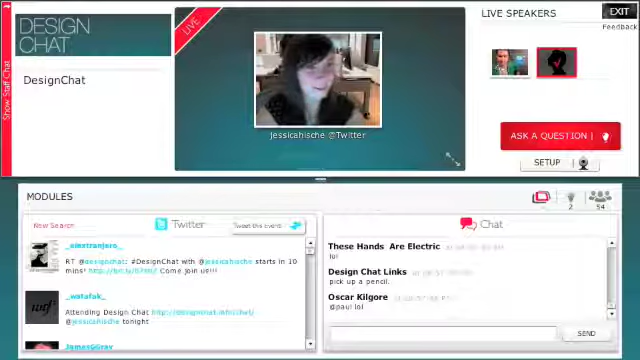 DESIGN
CHAT
DesignChat
Show Staff Chat
LIVE
jessicahische @Twitter
LIVE SPEAKERS
EXIT
Feedback
ASK A QUESTION |
SETUP
MODULES
2
54
New Search
Twitter
Tweet this Event
RT @designchat: #DesignChat with @jessicahische starts in 10
mins! Come join us!!!
_watafak_
Attending Design Chat
@jessicahische tonight
JamesGGray
Chat
These Hands Are Electric
lol
Design Chat Links
pick up a pencil.
Oscar Kilgore
@paul lol
SEND